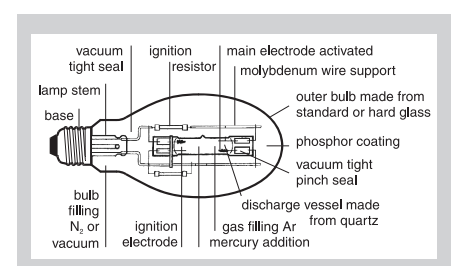 vacuum
tight seal
ignition
resistor
main electrode activated
molybdenum wire support
lamp stem
base
outer bulb made from
standard or hard glass
phosphor coating
vacuum tight
pinch seal
discharge vessel made
from quartz
bulb
filling
N₂ or
vacuum
ignition
electrode
gas filling Ar
mercury addition